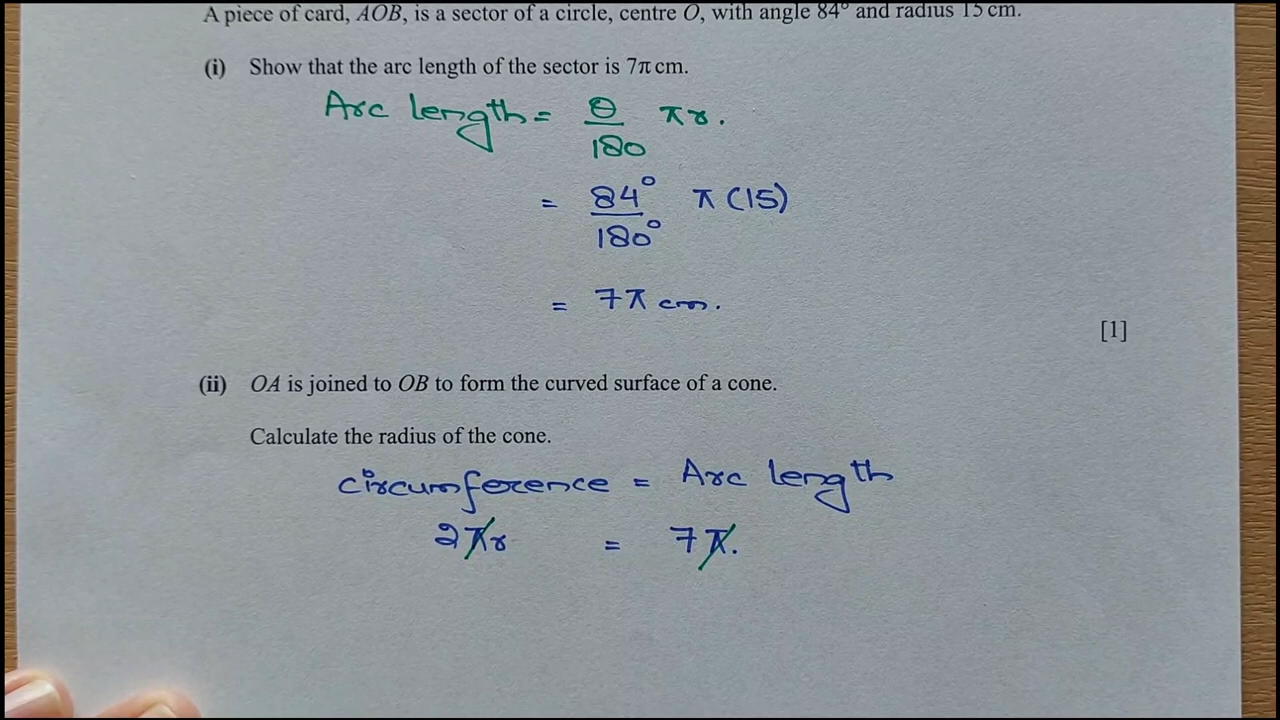 A piece of card, AOB, is a sector of a circle, centre O, with angle 84° and radius 15 cm.
(i) Show that the arc length of the sector is 7π cm.
Arc length = θ/180 πr.
= 84°/180° π (15)
= 7π cm.
[1]
(ii) OA is joined to OB to form the curved surface of a cone.
Calculate the radius of the cone.
circumference = Arc length
2πr = 7π.